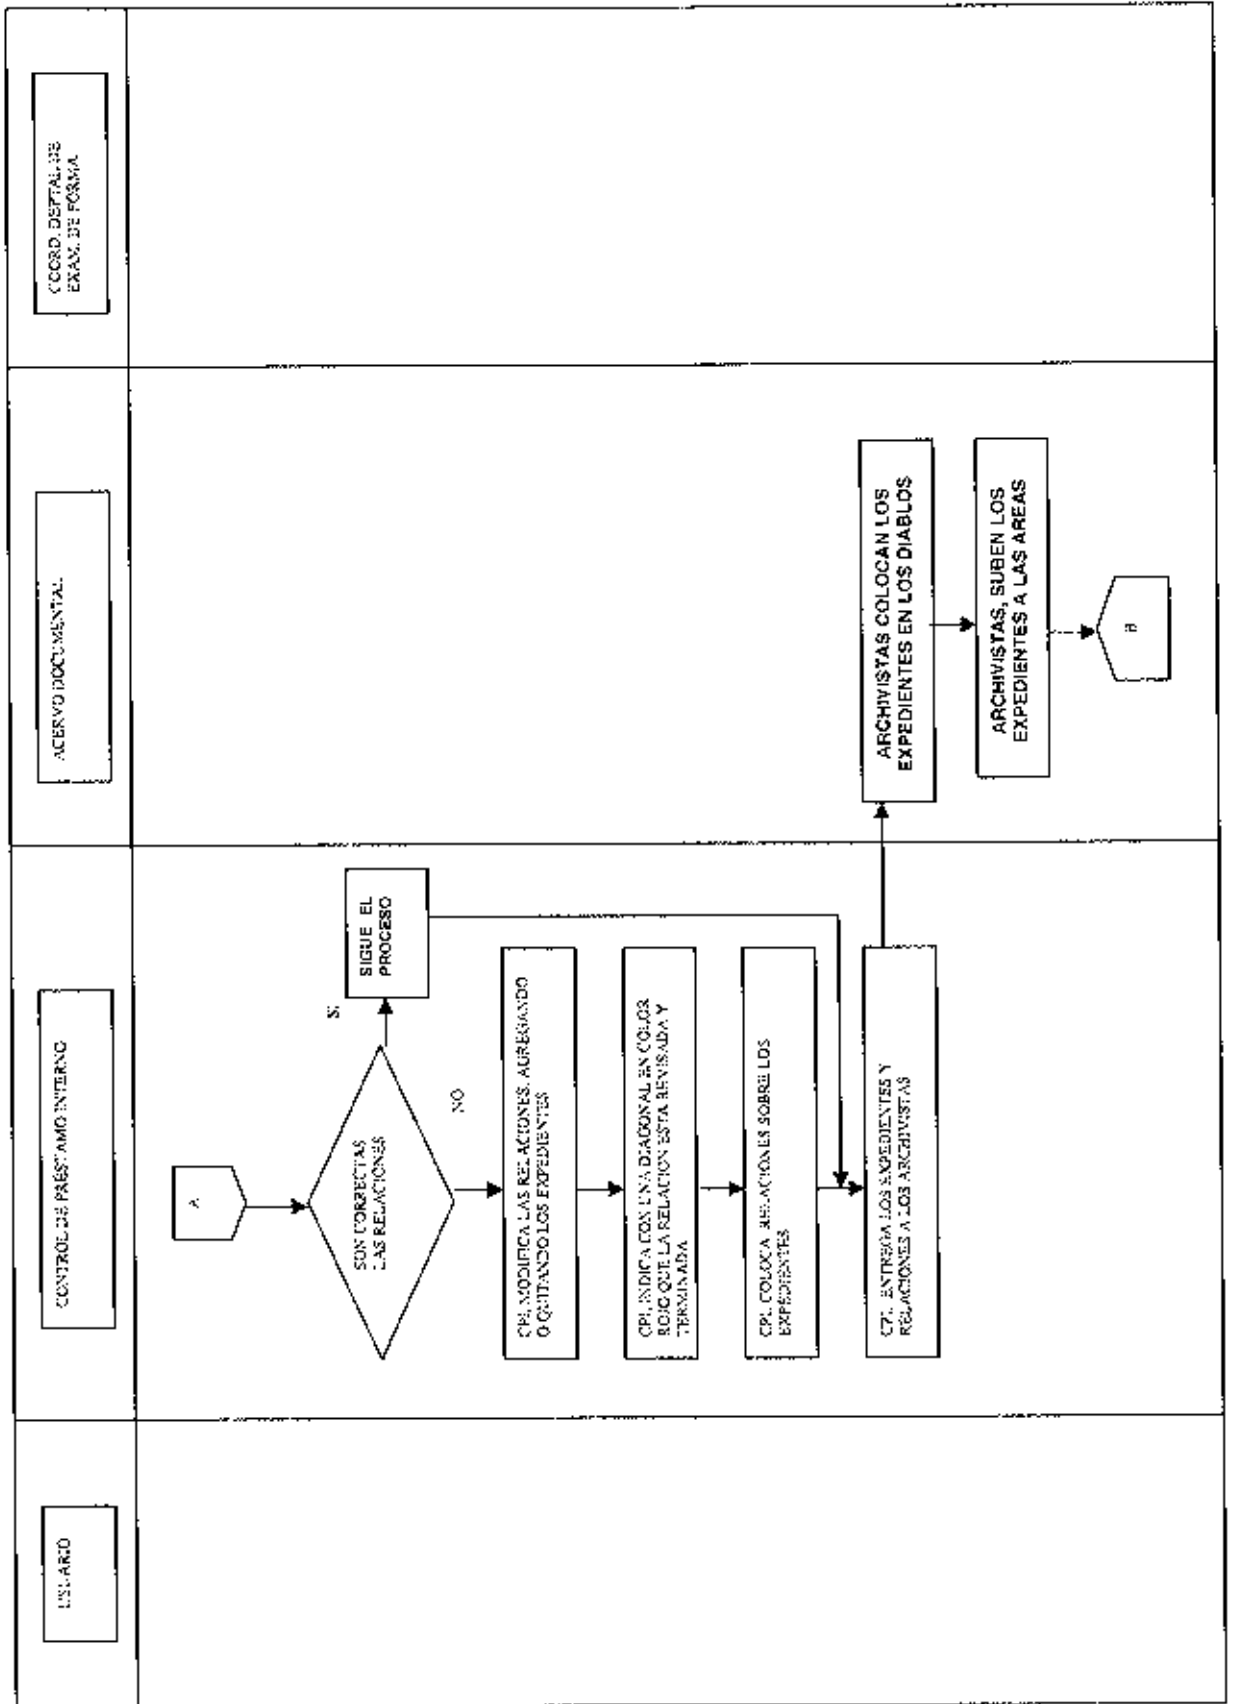 USUARIO
CONTROL DE PRÉSTAMO INTERNO
ACERVO DOCUMENTAL
COORD. DEPTAL. DE
EXAM. DE FORMA
A
SON CORRECTAS
LAS RELACIONES
SI
SIGUE EL
PROCESO
NO
CPI, MODIFICA LAS RELACIONES, AGREGANDO
O QUITANDO LOS EXPEDIENTES
CPI, INDICA CON UNA DIAGONAL EN COLOR
ROJO QUE LA RELACION ESTA REVISADA Y
TERMINADA
CPI. COLOCA RELACIONES SOBRE LOS
EXPEDIENTES
CPI. ENTREGA LOS EXPEDIENTES Y
RELACIONES A LOS ARCHIVISTAS
ARCHIVISTAS COLOCAN LOS
EXPEDIENTES EN LOS DIABLOS
ARCHIVISTAS, SUBEN LOS
EXPEDIENTES A LAS AREAS
B